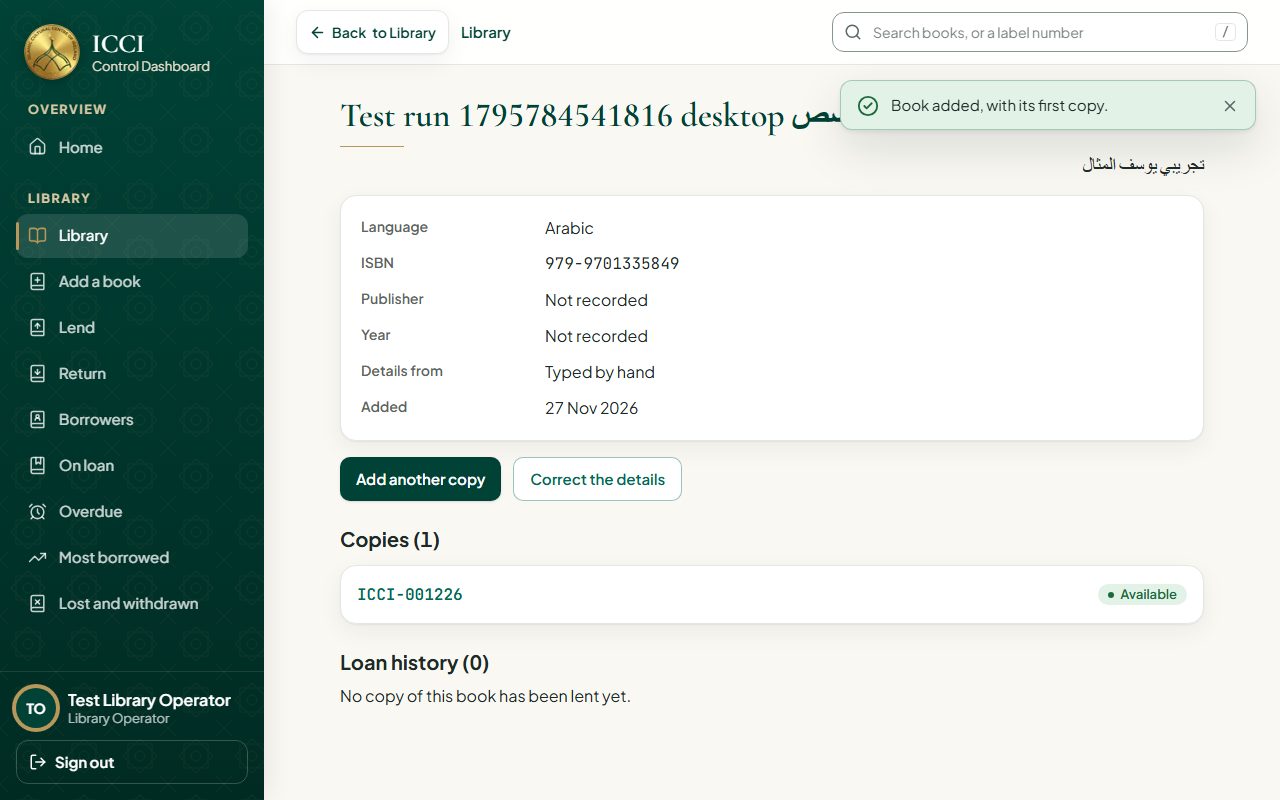 ICCI
Control Dashboard
OVERVIEW
Home
LIBRARY
Library
Add a book
Lend
Return
Borrowers
On loan
Overdue
Most borrowed
Lost and withdrawn
TO
Test Library Operator
Library Operator
Sign out
Back to Library
Library
Search books, or a label number
/
Book added, with its first copy.
Test run 1795784541816 desktop
تجريبي يوسف المثال
Language Arabic
ISBN 979-9701335849
Publisher Not recorded
Year Not recorded
Details from Typed by hand
Added 27 Nov 2026
Add another copy
Correct the details
Copies (1)
ICCI-001226
Available
Loan history (0)
No copy of this book has been lent yet.